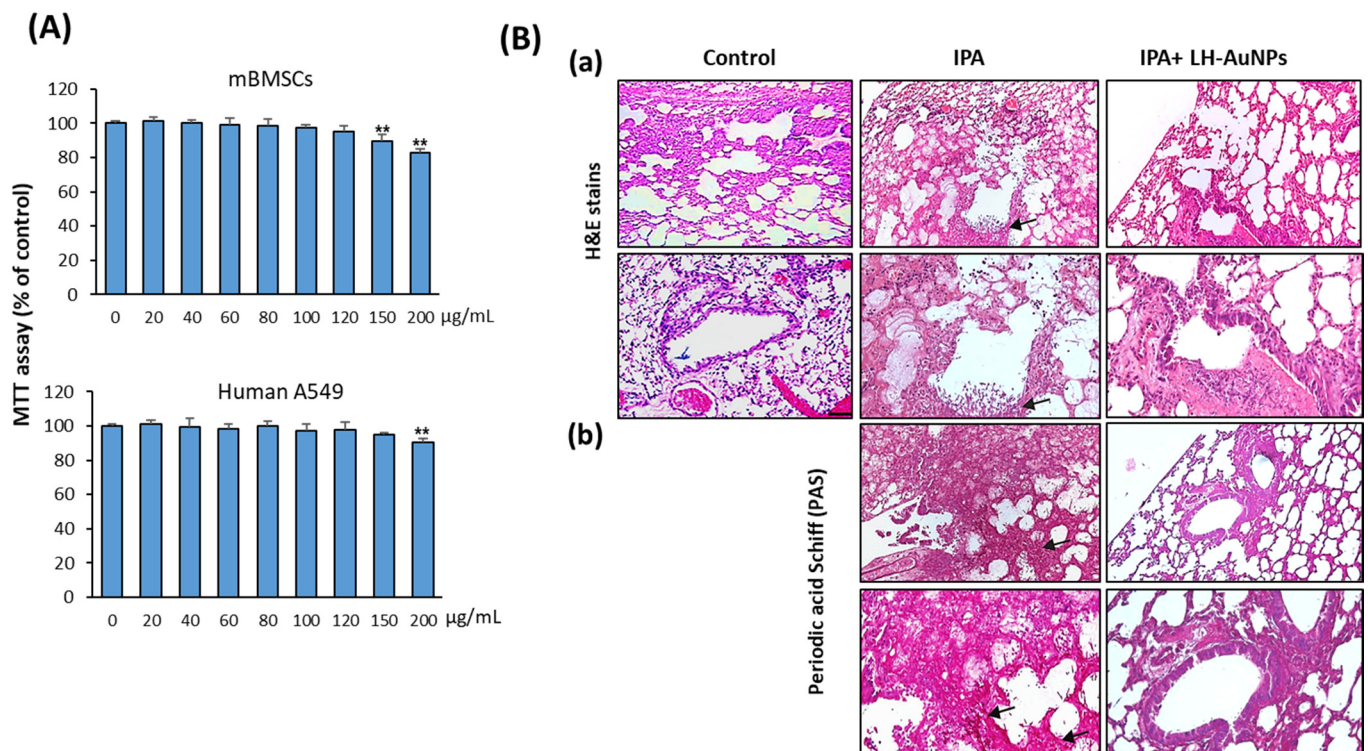 (A)
mBMSCs
MTT assay (% of control)
120
100
80
60
40
20
0
**
**
0 20 40 60 80 100 120 150 200 µg/mL
Human A549
120
100
80
60
40
20
0
**
0 20 40 60 80 100 120 150 200 µg/mL
(B)
(a)
Control IPA IPA+ LH-AuNPs
H&E stains
(b)
Periodic acid Schiff (PAS)